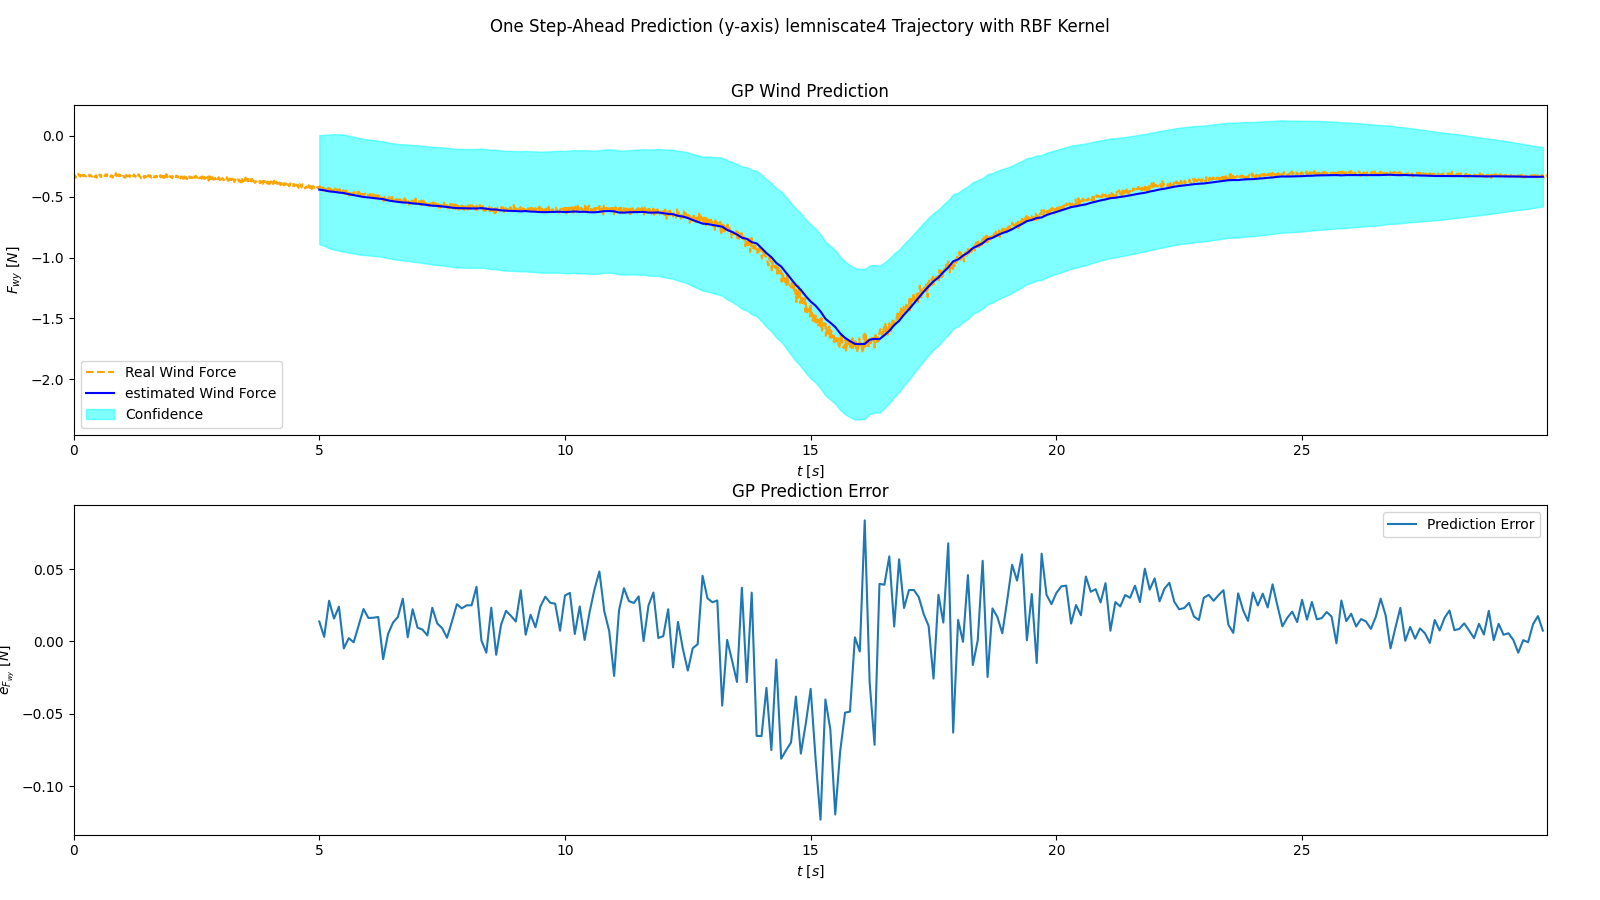 One Step-Ahead Prediction (y-axis) lemniscate4 Trajectory with RBF Kernel
GP Wind Prediction
0.0
−0.5
−1.0
−1.5
−2.0
F_wy [N]
Real Wind Force
estimated Wind Force
Confidence
0 5 10 15 20 25
t [s]
GP Prediction Error
Prediction Error
0.05
0.00
−0.05
−0.10
e_F_wy [N]
0 5 10 15 20 25
t [s]